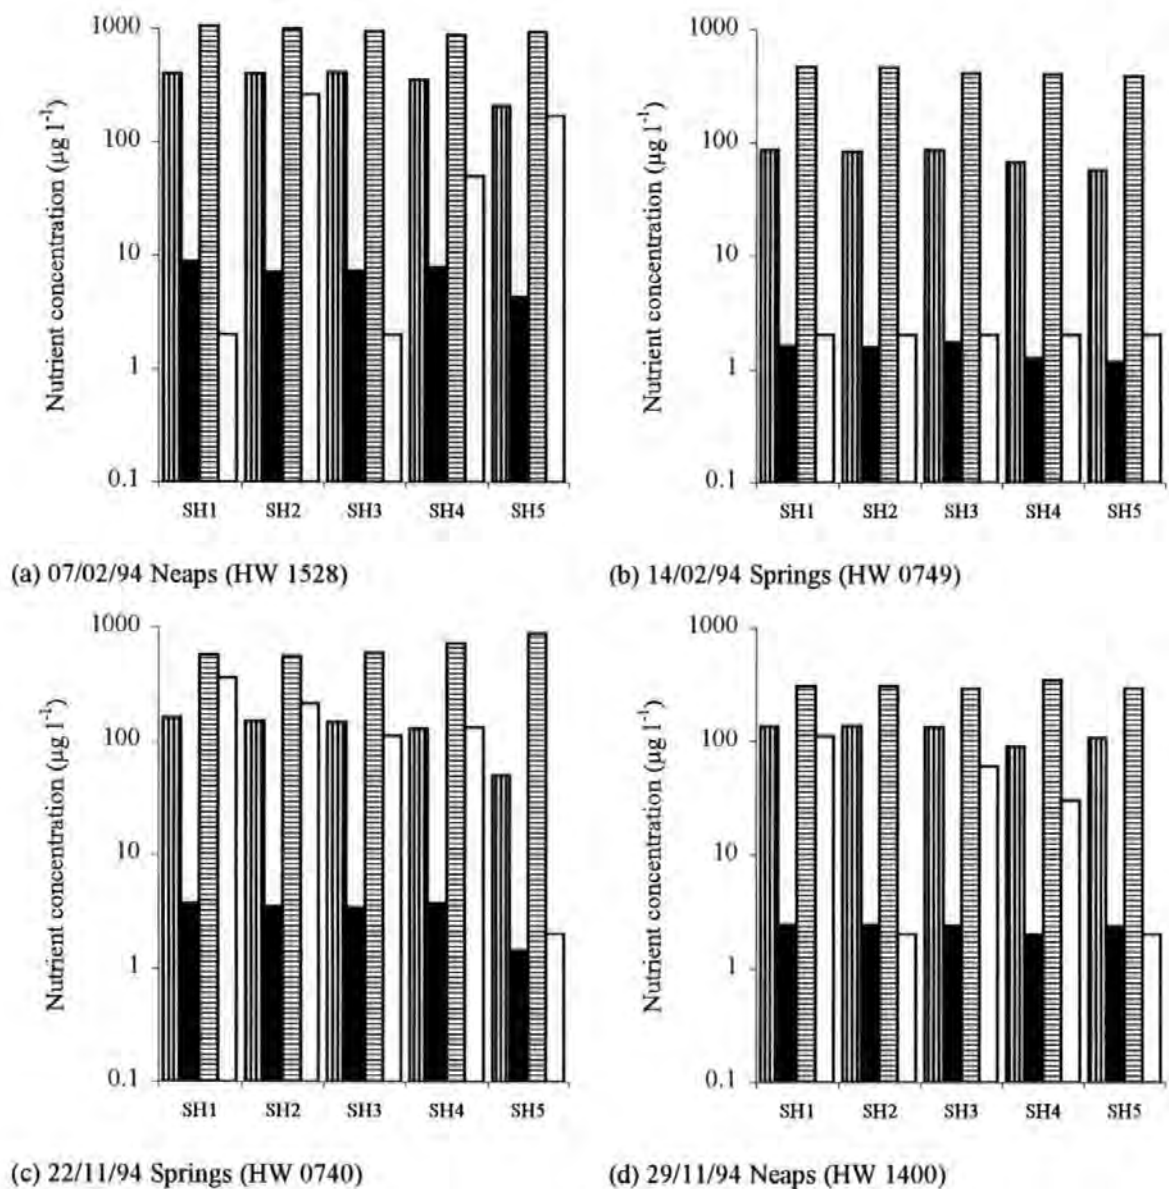 Nutrient concentration (µg l⁻¹)
1000
100
10
1
0.1
SH1 SH2 SH3 SH4 SH5
(a) 07/02/94 Neaps (HW 1528)
Nutrient concentration (µg l⁻¹)
1000
100
10
1
0.1
SH1 SH2 SH3 SH4 SH5
(b) 14/02/94 Springs (HW 0749)
Nutrient concentration (µg l⁻¹)
1000
100
10
1
0.1
SH1 SH2 SH3 SH4 SH5
(c) 22/11/94 Springs (HW 0740)
Nutrient concentration (µg l⁻¹)
1000
100
10
1
0.1
SH1 SH2 SH3 SH4 SH5
(d) 29/11/94 Neaps (HW 1400)